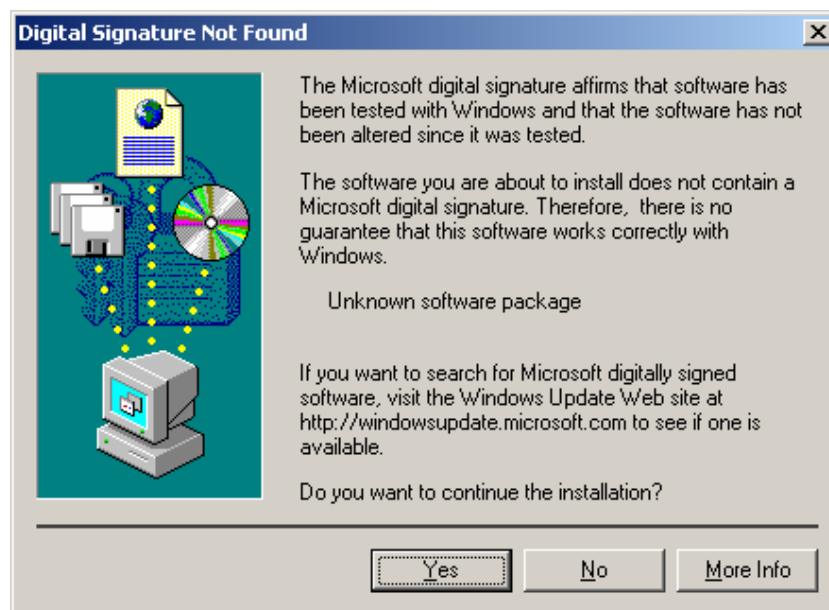 Digital Signature Not Found
The Microsoft digital signature affirms that software has
been tested with Windows and that the software has not
been altered since it was tested.
The software you are about to install does not contain a
Microsoft digital signature. Therefore,  there is no
guarantee that this software works correctly with
Windows.
Unknown software package
If you want to search for Microsoft digitally signed
software, visit the Windows Update Web site at
http://windowsupdate.microsoft.com to see if one is
available.
Do you want to continue the installation?
Yes No More Info